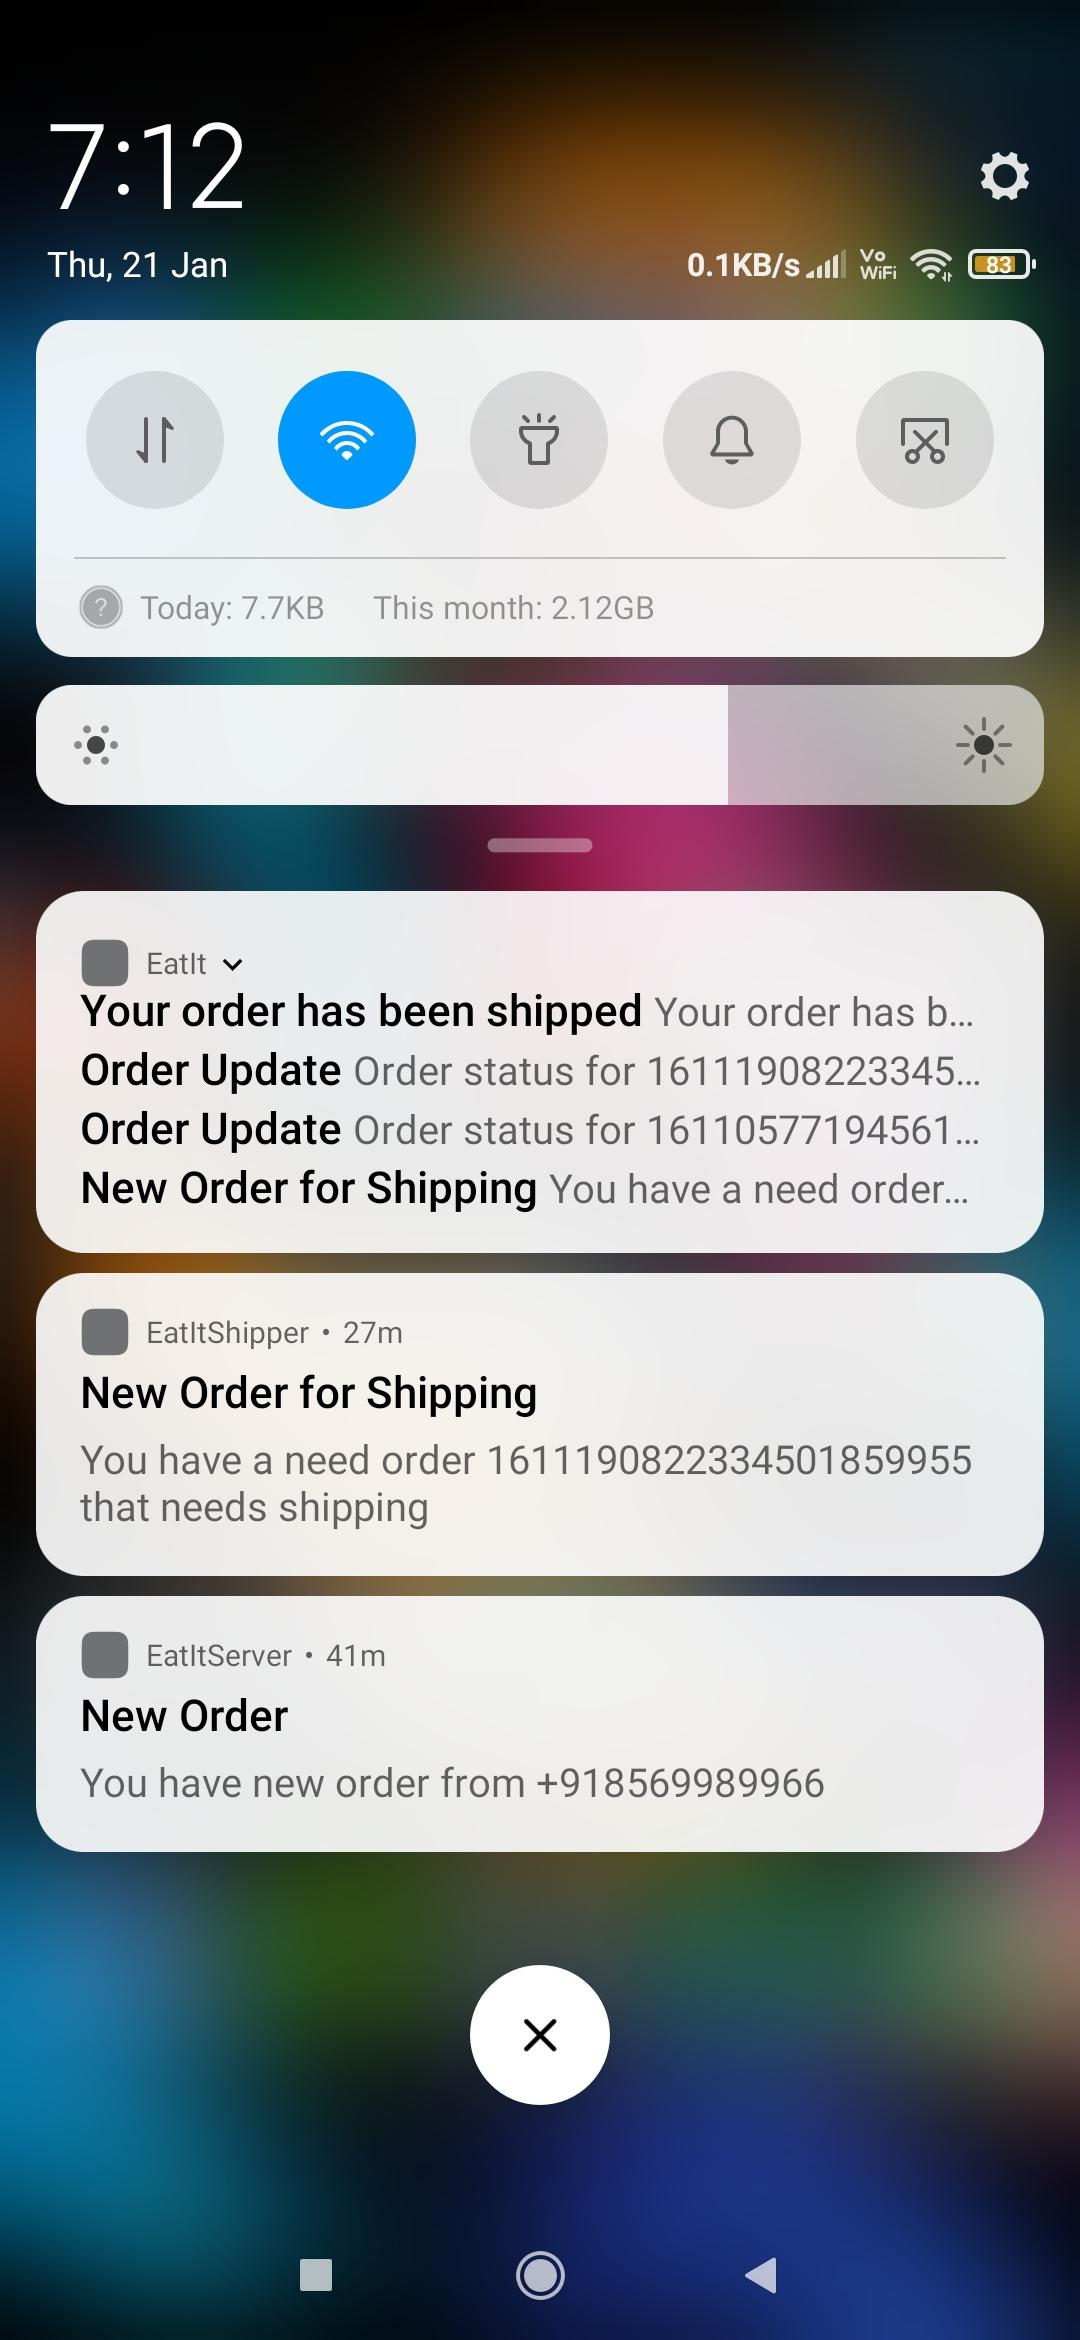 7:12
Thu, 21 Jan
0.1KB/s Vo WiFi 83
Today: 7.7KB This month: 2.12GB
EatIt
Your order has been shipped Your order has b...
Order Update Order status for 16111908223345...
Order Update Order status for 16110577194561...
New Order for Shipping You have a need order...
EatItShipper • 27m
New Order for Shipping
You have a need order 1611190822334501859955
that needs shipping
EatItServer • 41m
New Order
You have new order from +918569989966